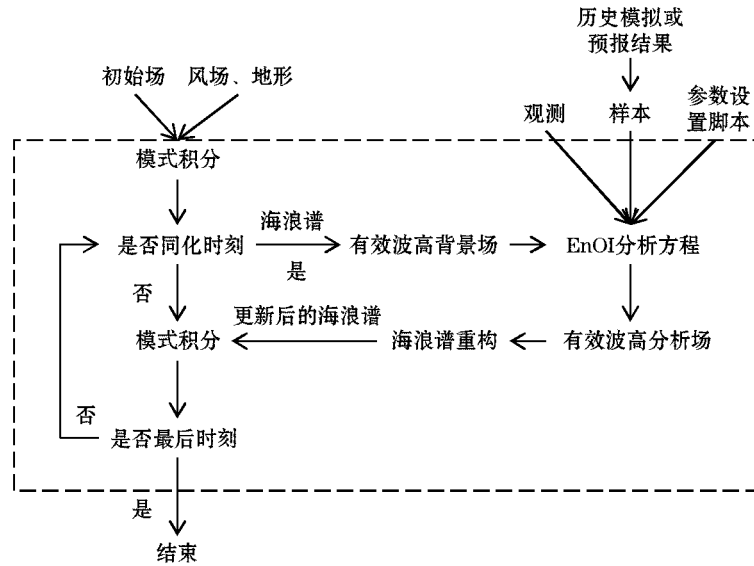 历史模拟或
预报结果
初始场
风场、地形
观测
样本
参数设
置脚本
模式积分
是否同化时刻
海浪谱
是
有效波高背景场
EnOI分析方程
否
模式积分
更新后的海浪谱
海浪谱重构
有效波高分析场
否
是否最后时刻
是
结束